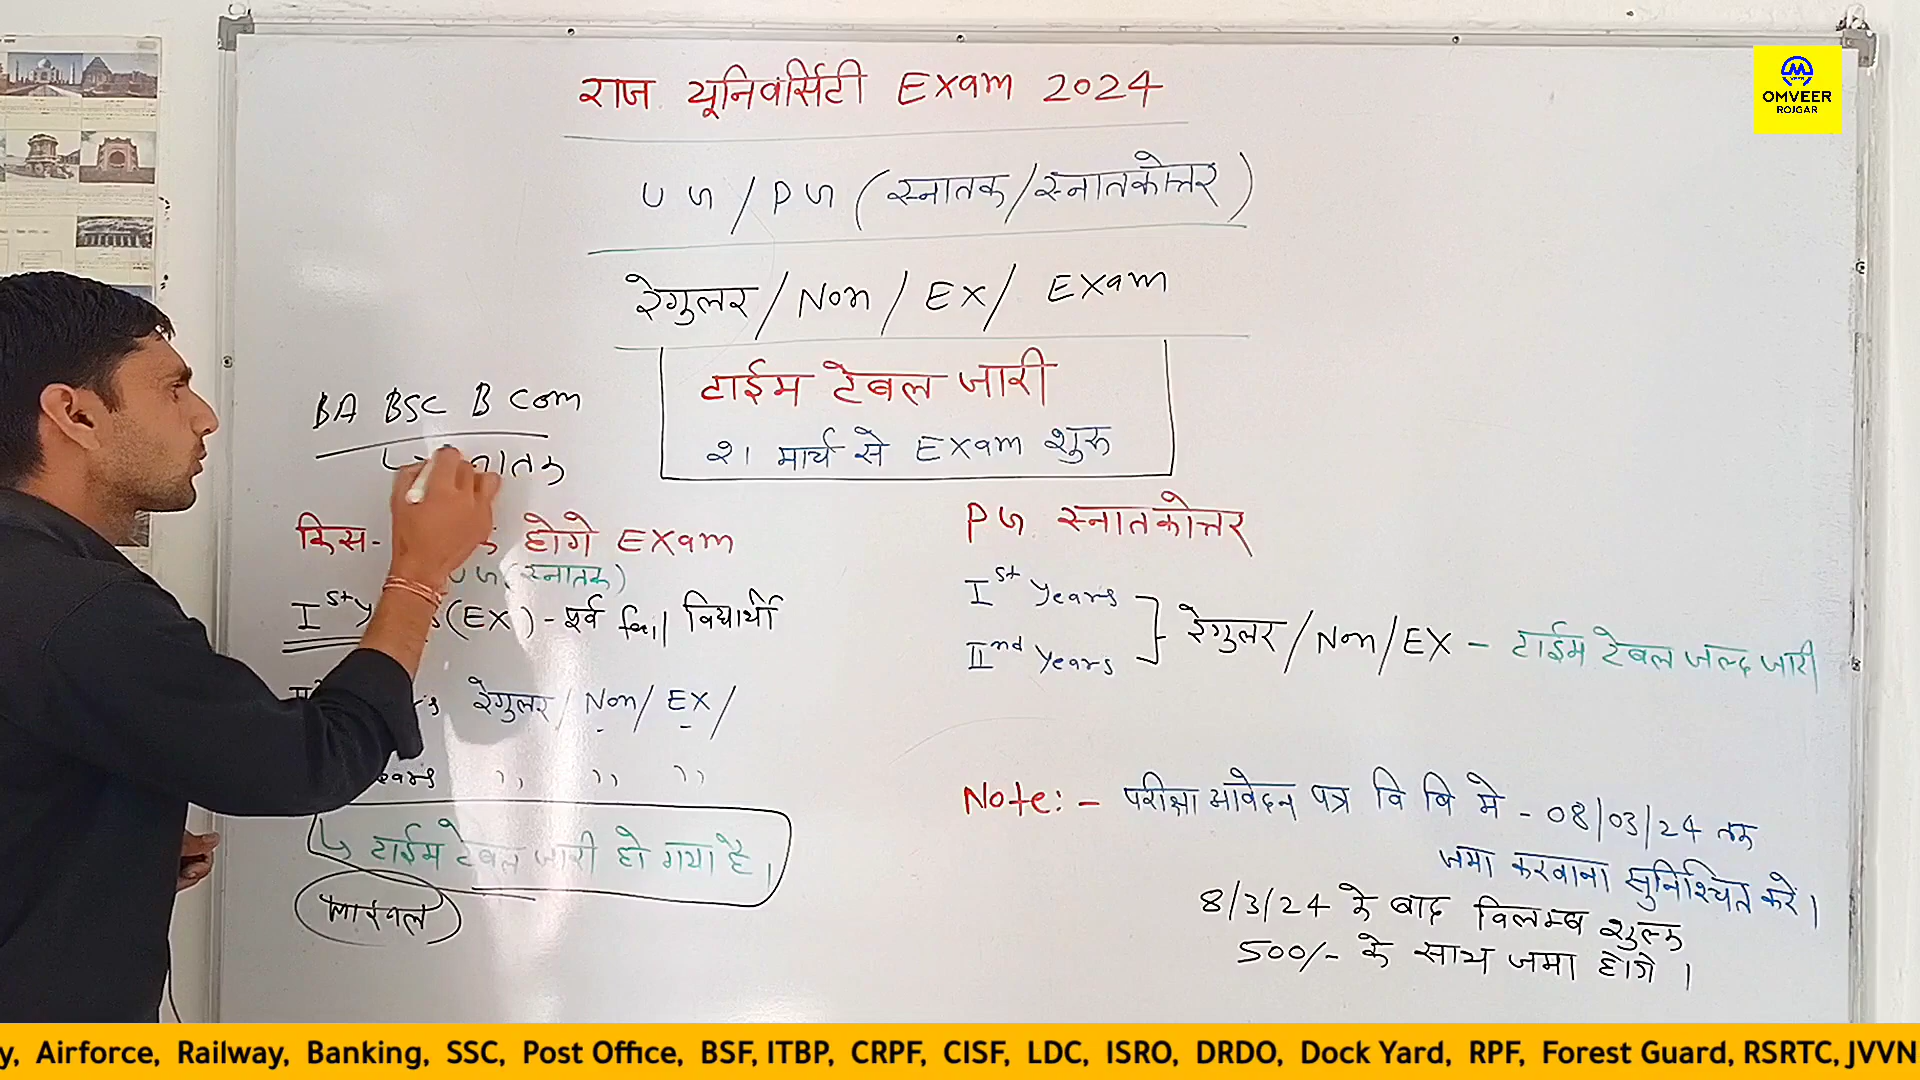 राज. यूनिवर्सिटी Exam 2024
OMVEER
ROJGAR
UG / PG (स्नातक/स्नातकोत्तर)
रेगुलर / Non / EX / Exam
टाईम टेबल जारी
२१ मार्च से Exam शुरू
BA BSC B Com
किस- होगे Exam
UG (स्नातक)
Ist (EX) - पूर्व fail विद्यार्थी
रेगुलर / Non / EX /
,, ,, ,,
↳ टाईम टेबल जारी हो गया है।
PG. स्नातकोत्तर
Ist Years
IInd Years
रेगुलर / Non / EX - टाईम टेबल जल्द जारी
Note:- परीक्षा आवेदन पत्र वि वि मे - 08/03/24 तक
जमा करवाना सुनिश्चित करे।
8/3/24 के बाद विलम्ब शुल्क
500/- के साथ जमा होगे।
y, Airforce, Railway, Banking, SSC, Post Office, BSF, ITBP, CRPF, CISF, LDC, ISRO, DRDO, Dock Yard, RPF, Forest Guard, RSRTC, JVVN